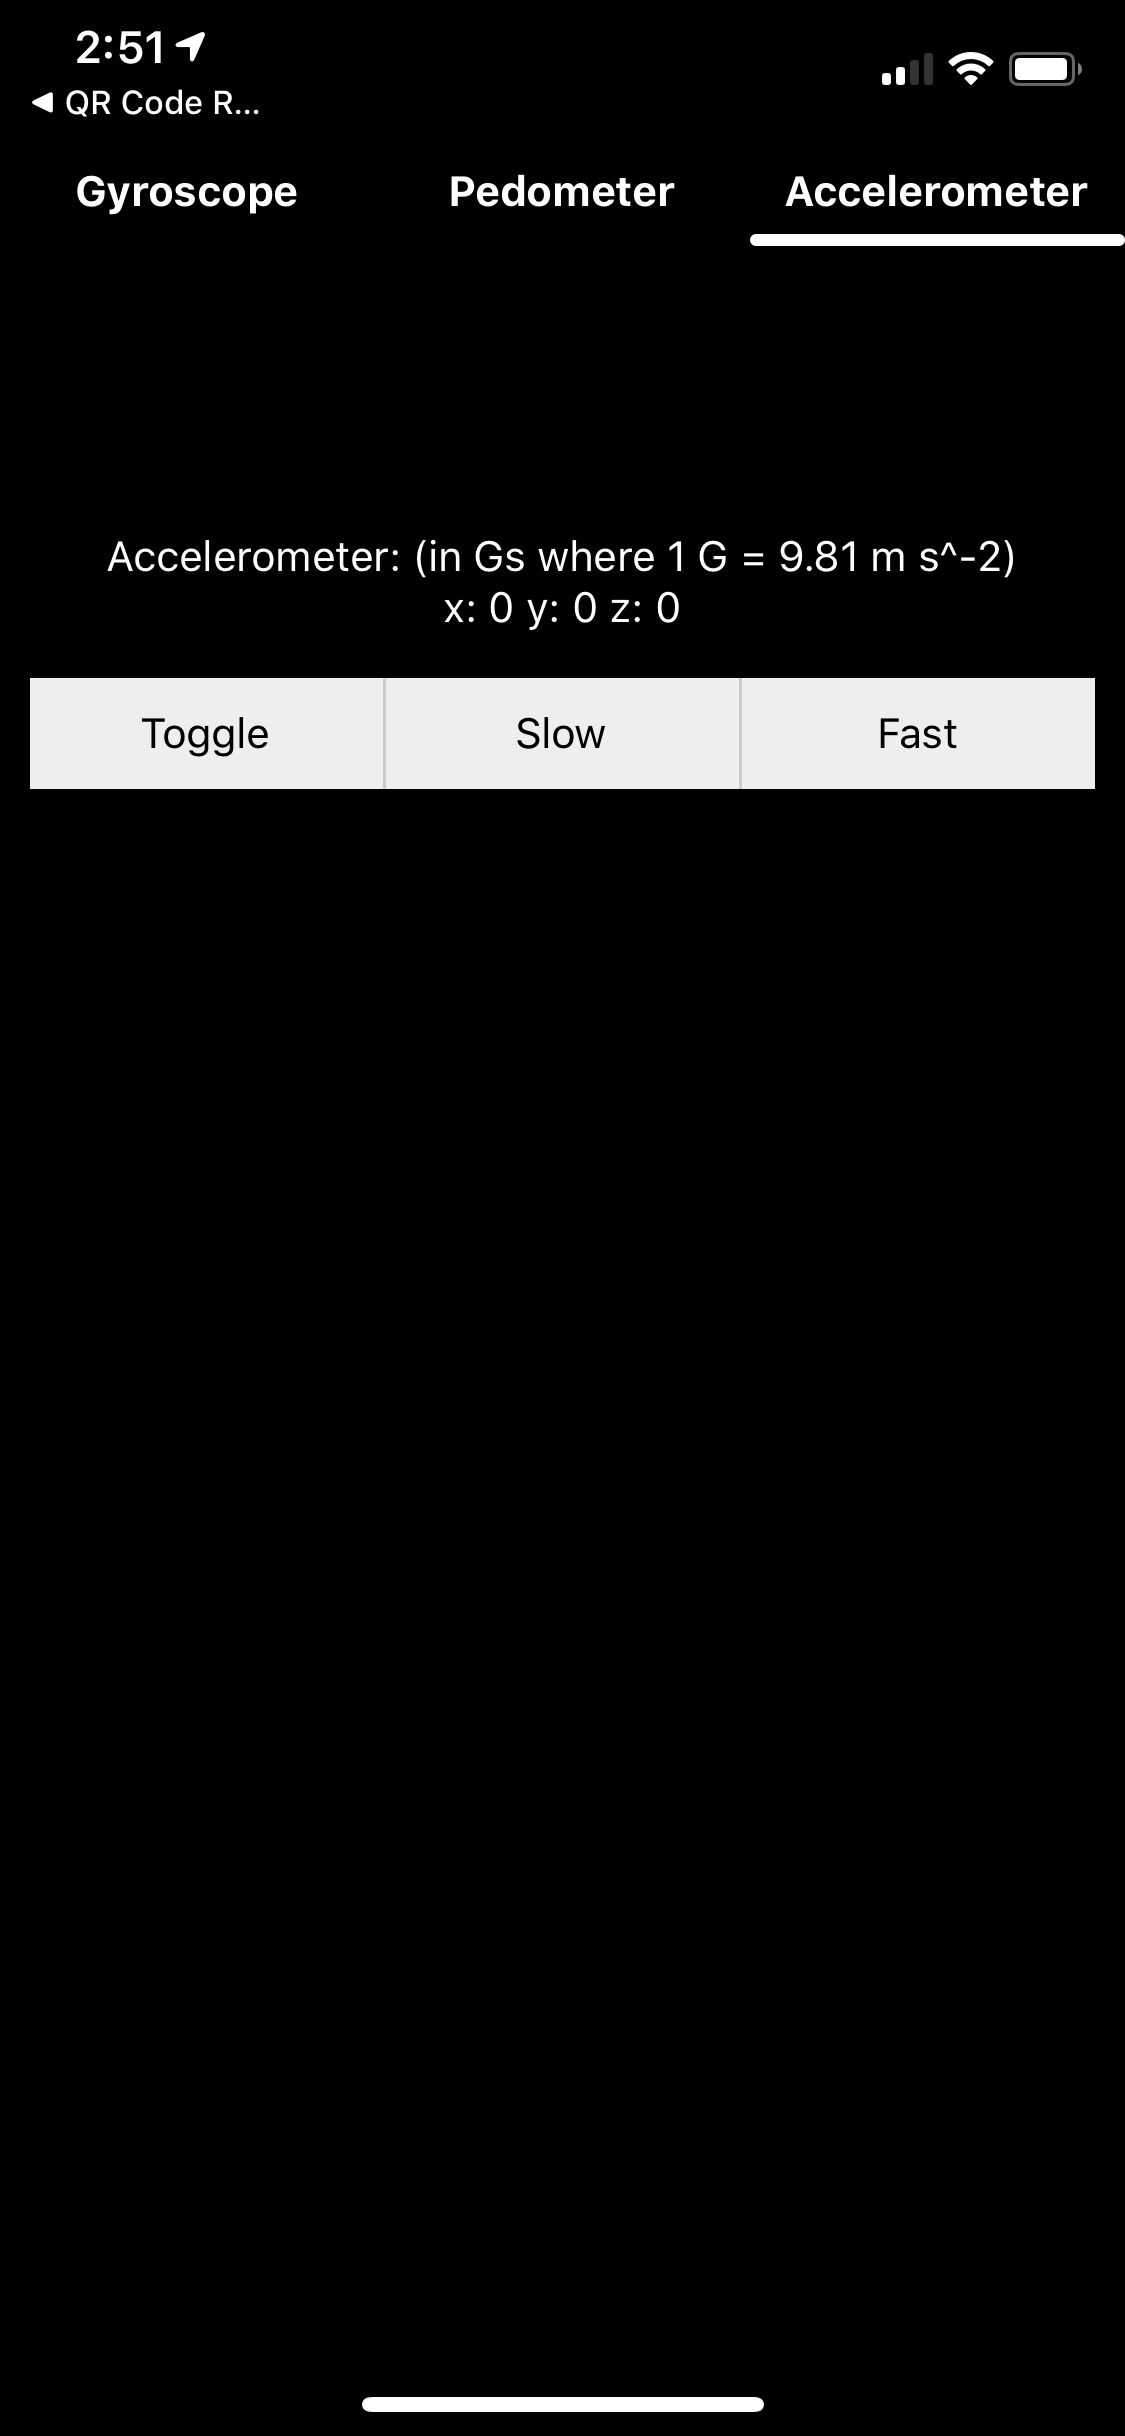 2:51
QR Code R...
Gyroscope Pedometer Accelerometer
Accelerometer: (in Gs where 1 G = 9.81 m s^-2)
x: 0 y: 0 z: 0
Toggle Slow Fast